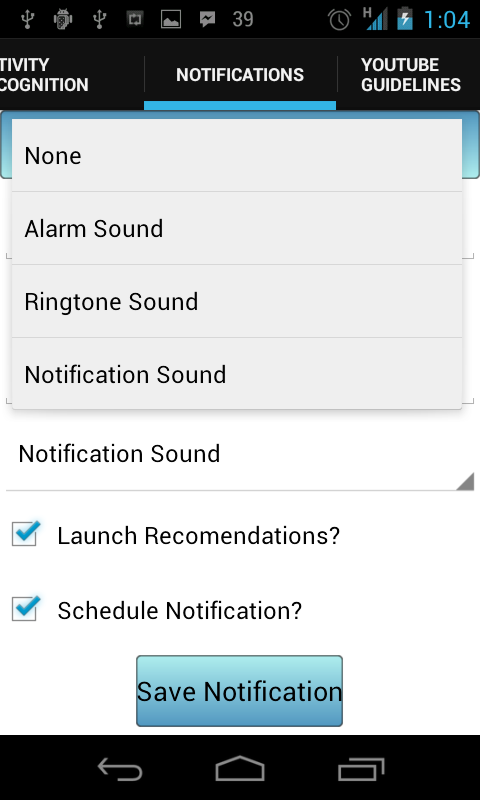 39
H
1:04
TIVITY
COGNITION
NOTIFICATIONS
YOUTUBE
GUIDELINES
None
Alarm Sound
Ringtone Sound
Notification Sound
Notification Sound
Launch Recomendations?
Schedule Notification?
Save Notification